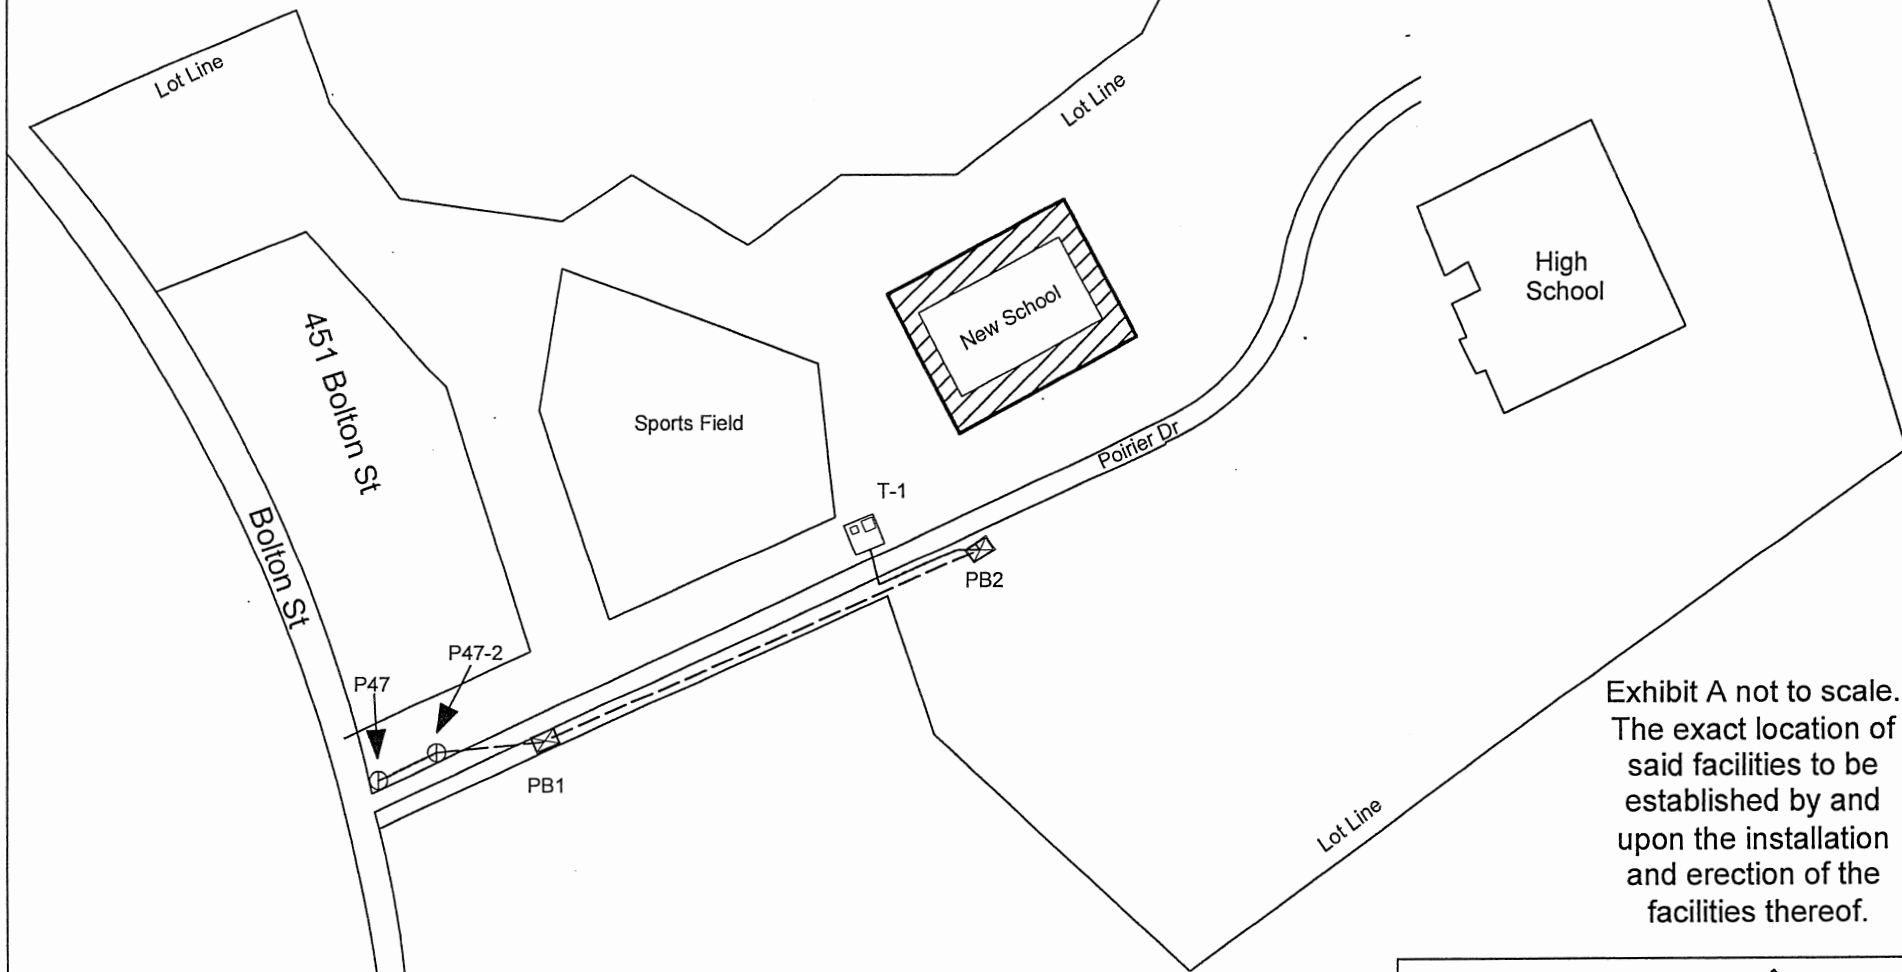 Lot Line
Lot Line
High
School
New School
451 Bolton St
Sports Field
Poirier Dr
T-1
Bolton St
PB2
P47-2
P47
PB1
Exhibit A not to scale.
The exact location of
said facilities to be
established by and
upon the installation
and erection of the
facilities thereof.
Lot Line